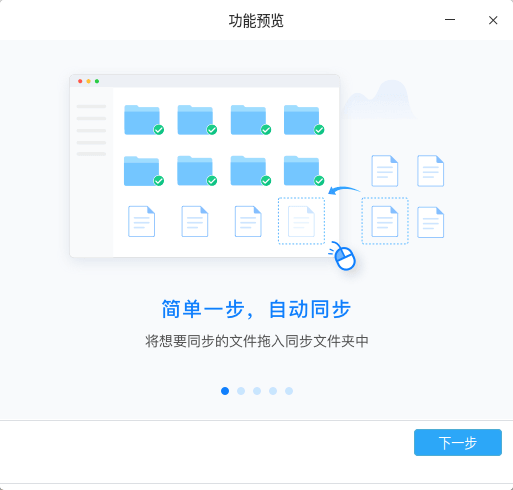 功能预览
简单一步，自动同步
将想要同步的文件拖入同步文件夹中
下一步